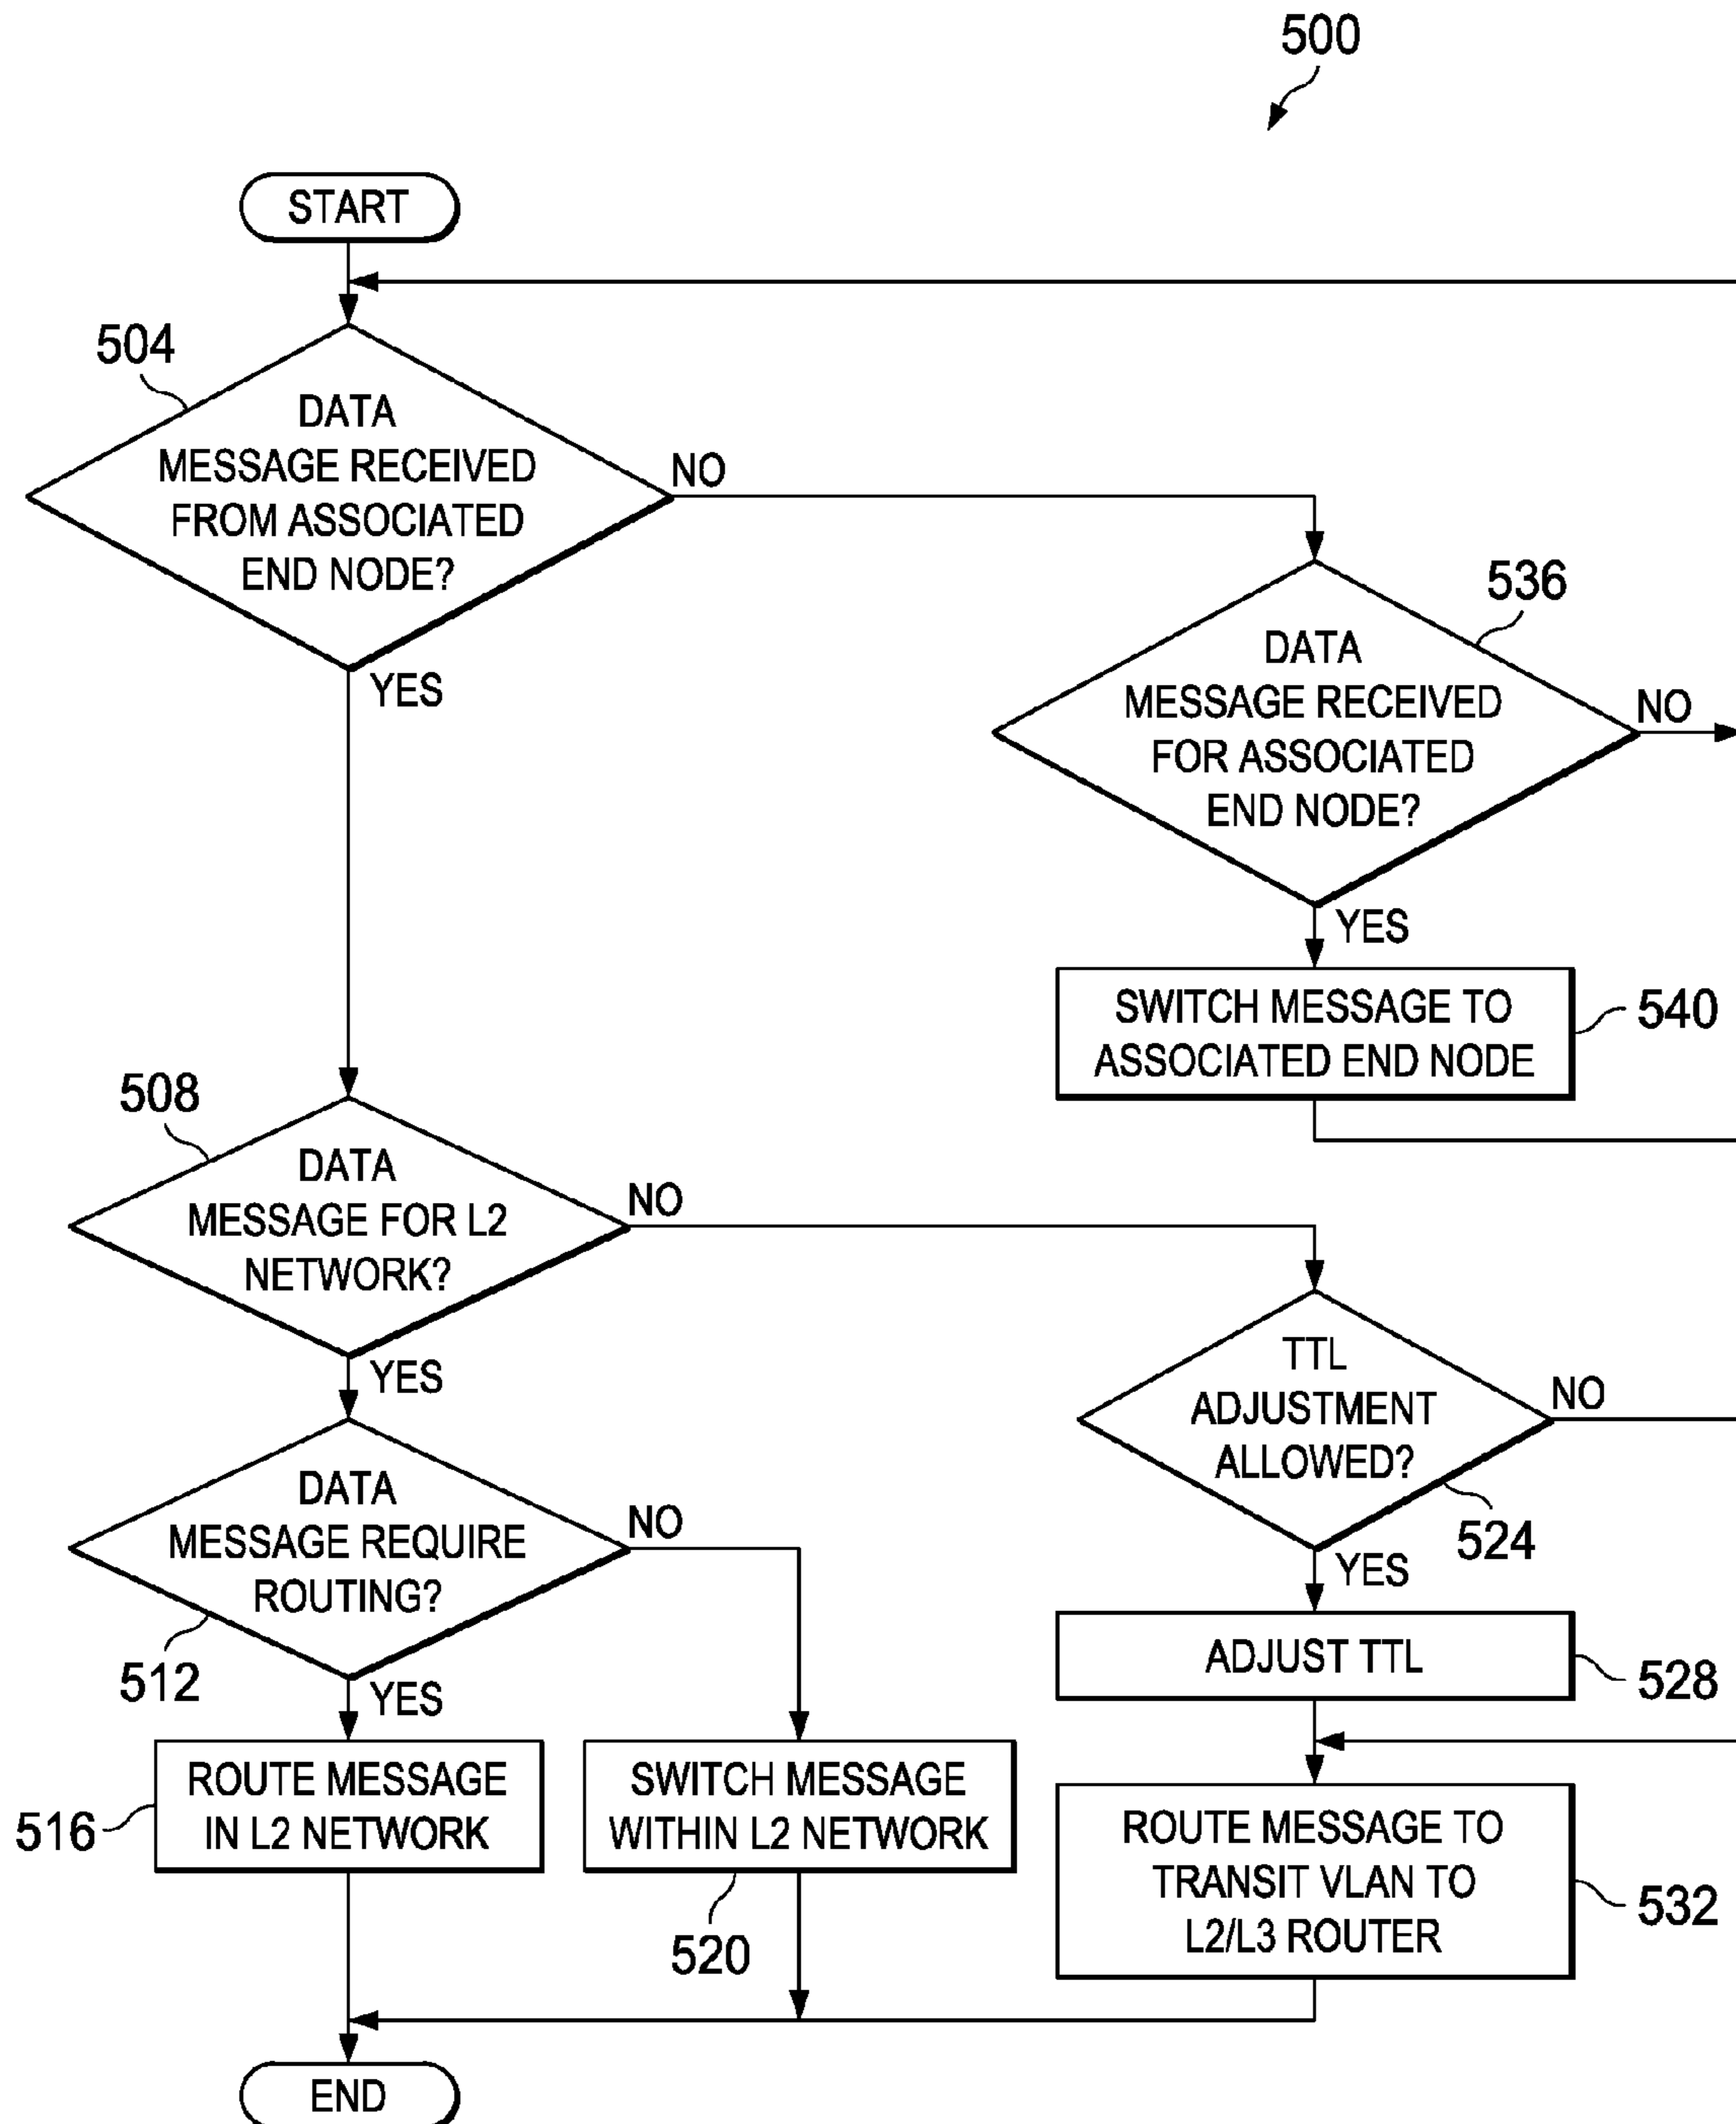 500
START
504
DATA
MESSAGE RECEIVED
FROM ASSOCIATED
END NODE?
NO
YES
536
DATA
MESSAGE RECEIVED
FOR ASSOCIATED
END NODE?
NO
YES
SWITCH MESSAGE TO
ASSOCIATED END NODE
540
508
DATA
MESSAGE FOR L2
NETWORK?
NO
YES
TTL
ADJUSTMENT
ALLOWED?
NO
524
YES
DATA
MESSAGE REQUIRE
ROUTING?
NO
512
YES
ADJUST TTL
528
ROUTE MESSAGE
IN L2 NETWORK
516
SWITCH MESSAGE
WITHIN L2 NETWORK
520
ROUTE MESSAGE TO
TRANSIT VLAN TO
L2/L3 ROUTER
532
END